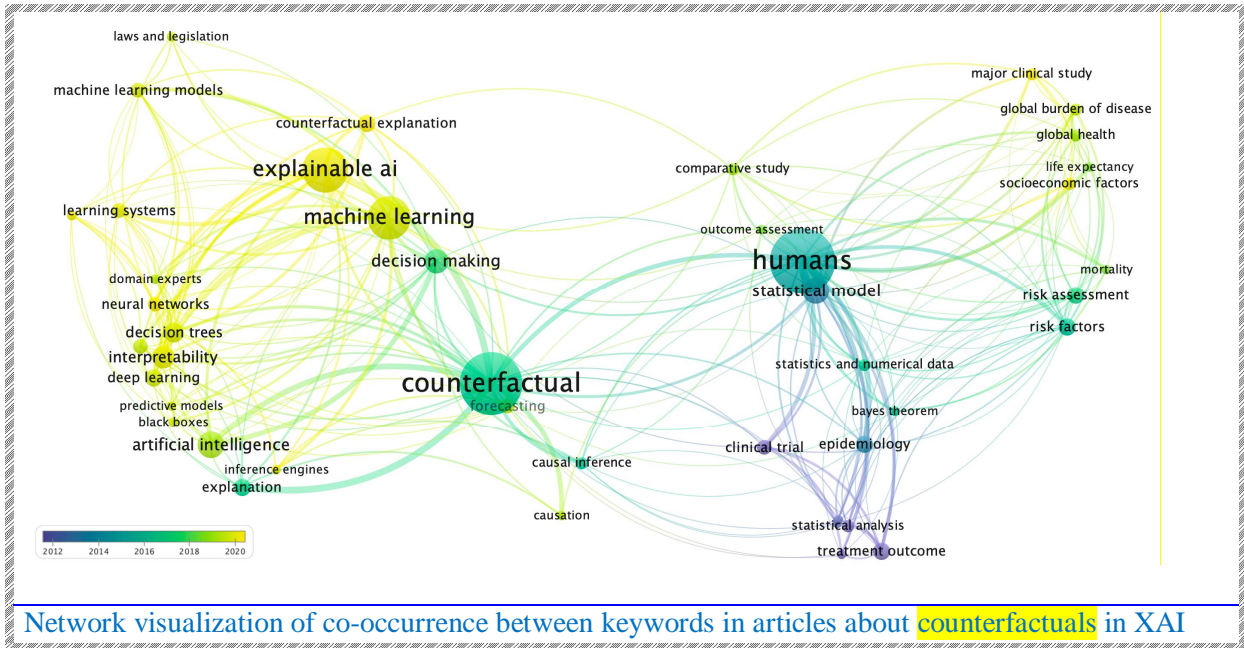 laws and legislation
major clinical study
machine learning models
global burden of disease
counterfactual explanation
global health
explainable ai
comparative study
life expectancy
socioeconomic factors
learning systems
machine learning
outcome assessment
decision making
humans
mortality
domain experts
statistical model
risk assessment
neural networks
risk factors
decision trees
interpretability
statistics and numerical data
deep learning
counterfactual
predictive models
forecasting
bayes theorem
black boxes
artificial intelligence
clinical trial
epidemiology
inference engines
causal inference
explanation
causation
statistical analysis
treatment outcome
2012 2014 2016 2018 2020
Network visualization of co-occurrence between keywords in articles about counterfactuals in XAI